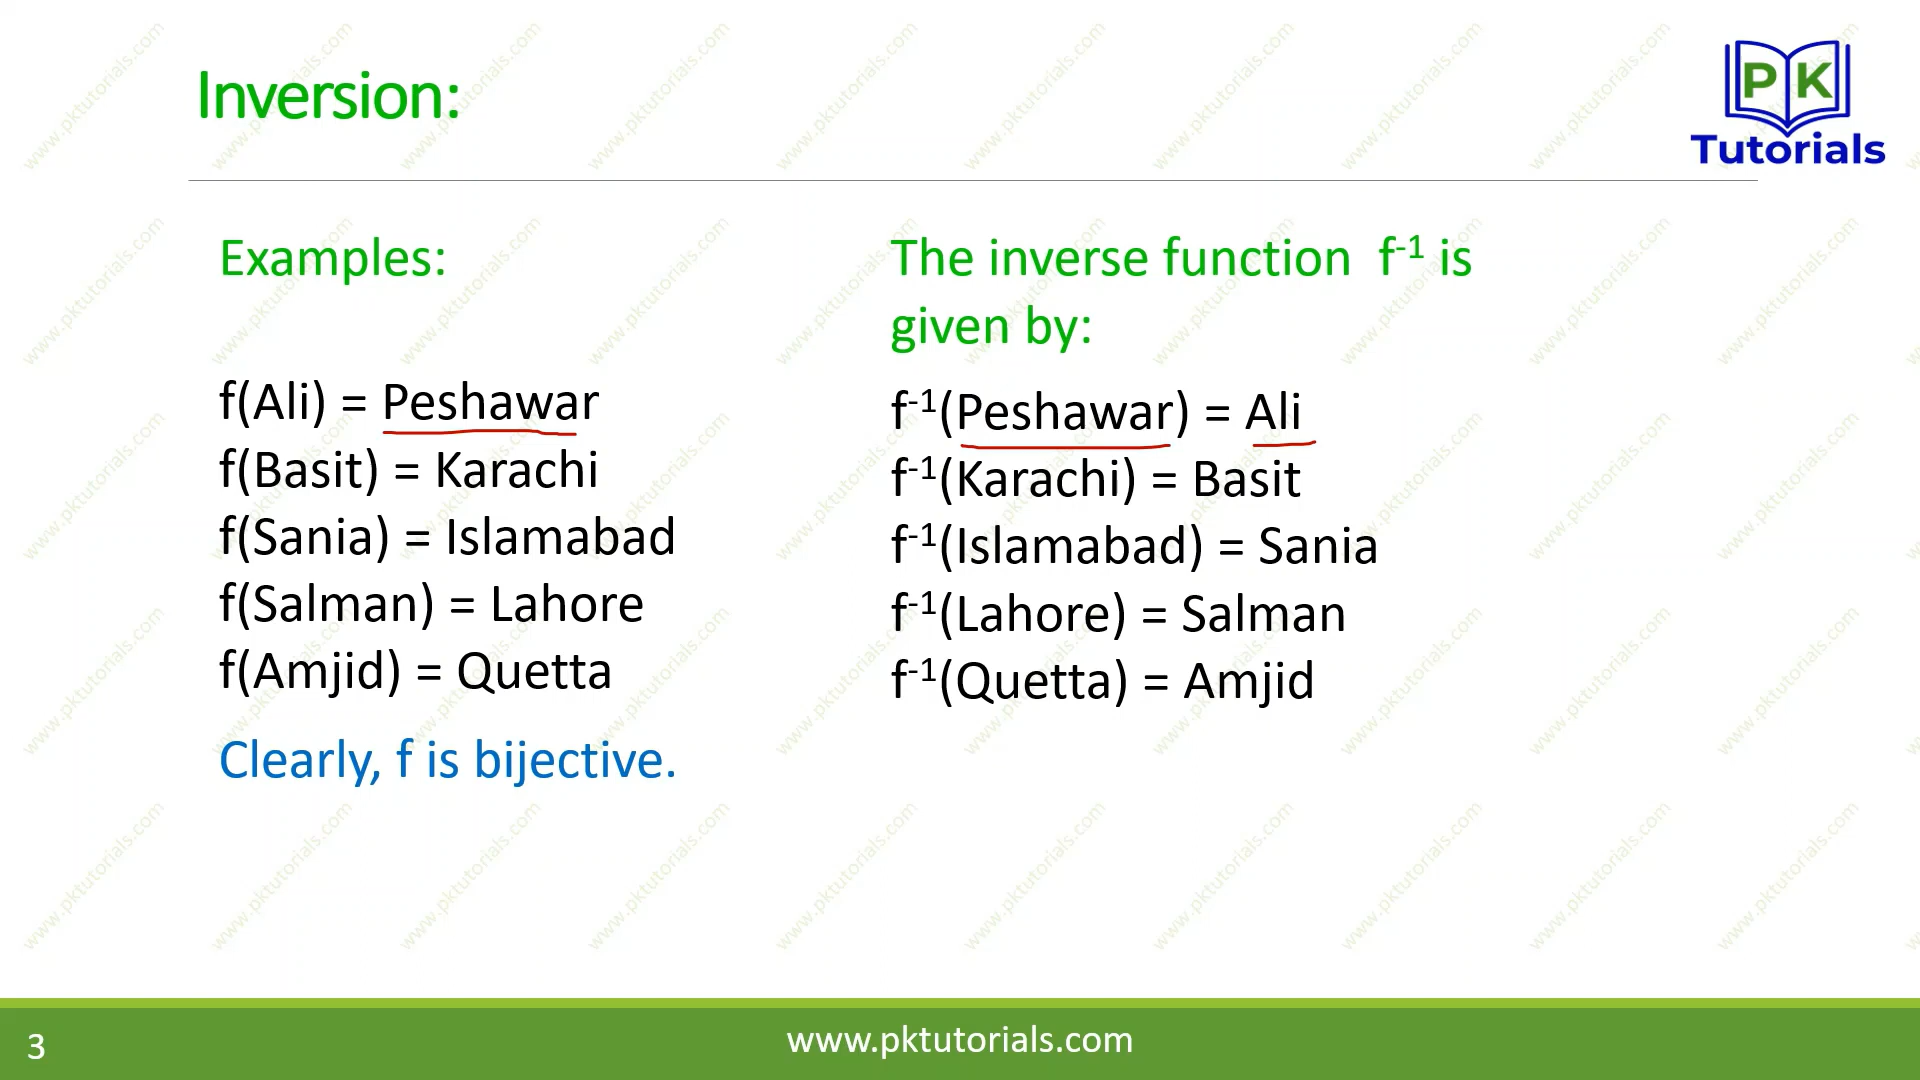 Inversion:
PK
Tutorials
Examples:
f(Ali) = Peshawar
f(Basit) = Karachi
f(Sania) = Islamabad
f(Salman) = Lahore
f(Amjid) = Quetta
Clearly, f is bijective.
The inverse function f⁻¹ is
given by:
f⁻¹(Peshawar) = Ali
f⁻¹(Karachi) = Basit
f⁻¹(Islamabad) = Sania
f⁻¹(Lahore) = Salman
f⁻¹(Quetta) = Amjid
3
www.pktutorials.com